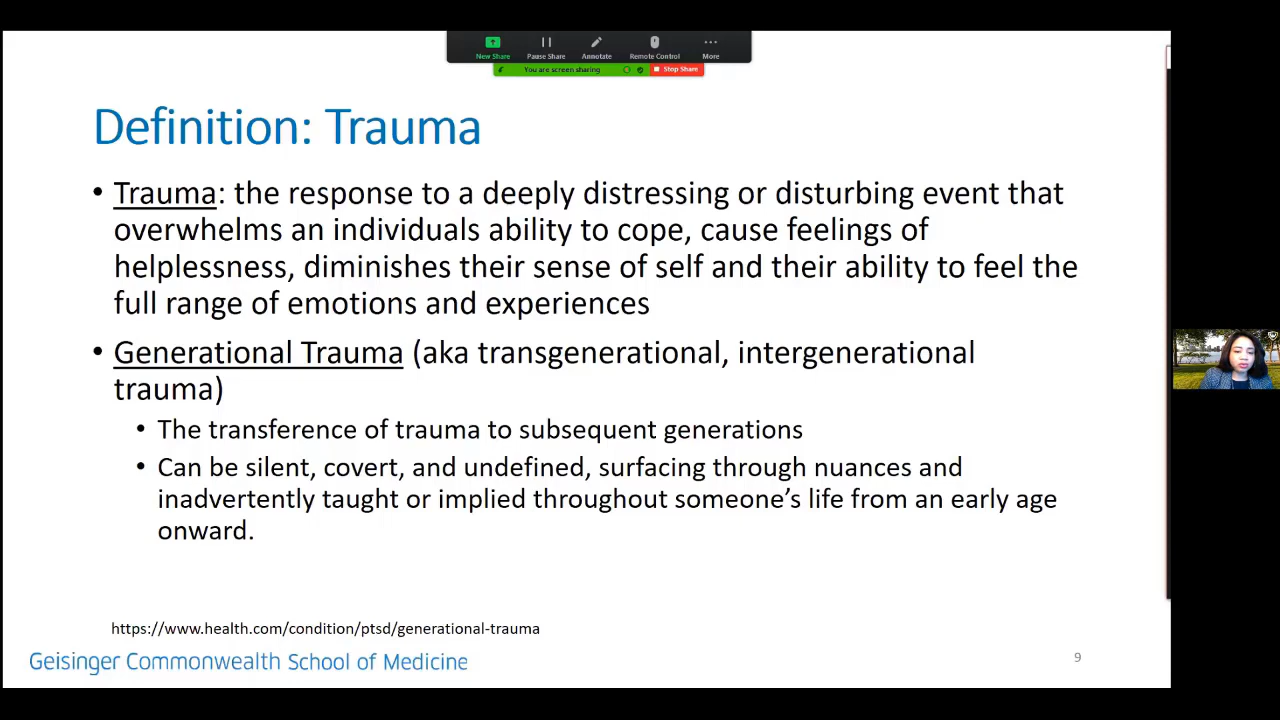 New Share Pause Share Annotate Remote Control More
You are screen sharing Stop Share
Definition: Trauma
• Trauma: the response to a deeply distressing or disturbing event that
overwhelms an individuals ability to cope, cause feelings of
helplessness, diminishes their sense of self and their ability to feel the
full range of emotions and experiences
• Generational Trauma (aka transgenerational, intergenerational
trauma)
• The transference of trauma to subsequent generations
• Can be silent, covert, and undefined, surfacing through nuances and
inadvertently taught or implied throughout someone’s life from an early age
onward.
https://www.health.com/condition/ptsd/generational-trauma
Geisinger Commonwealth School of Medicine
9